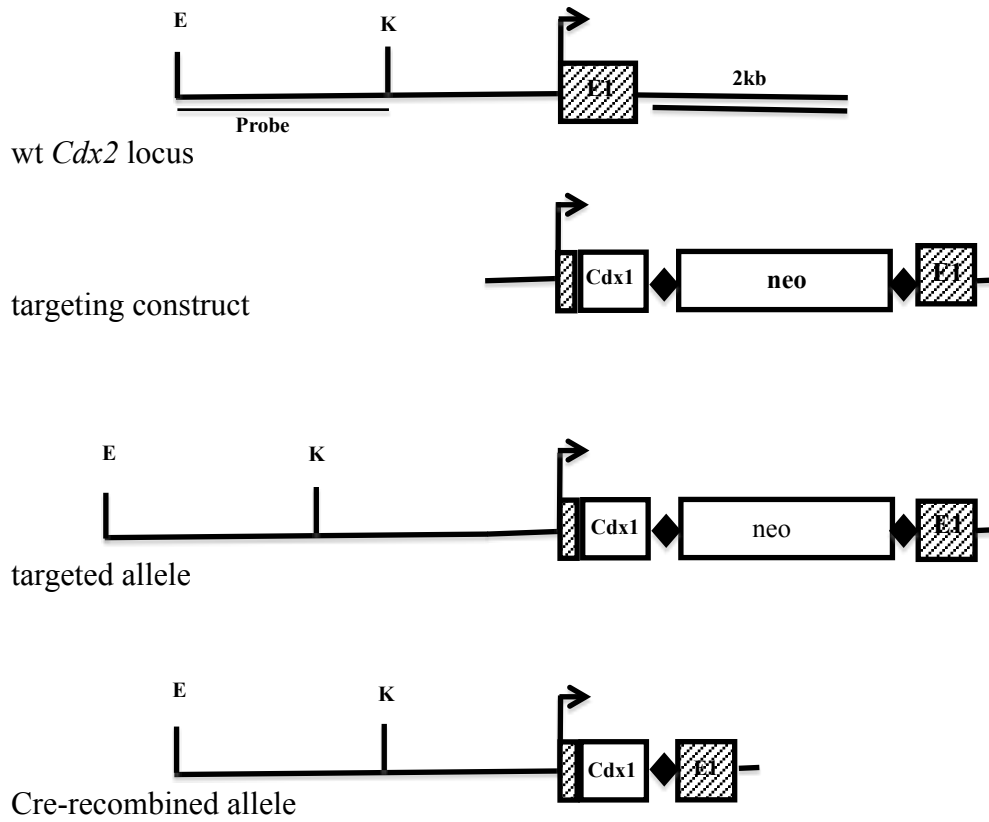 E K
E1 2kb
Probe
wt Cdx2 locus
Cdx1 neo E1
targeting construct
E K
Cdx1 neo E1
targeted allele
E K
Cdx1 E1
Cre-recombined allele